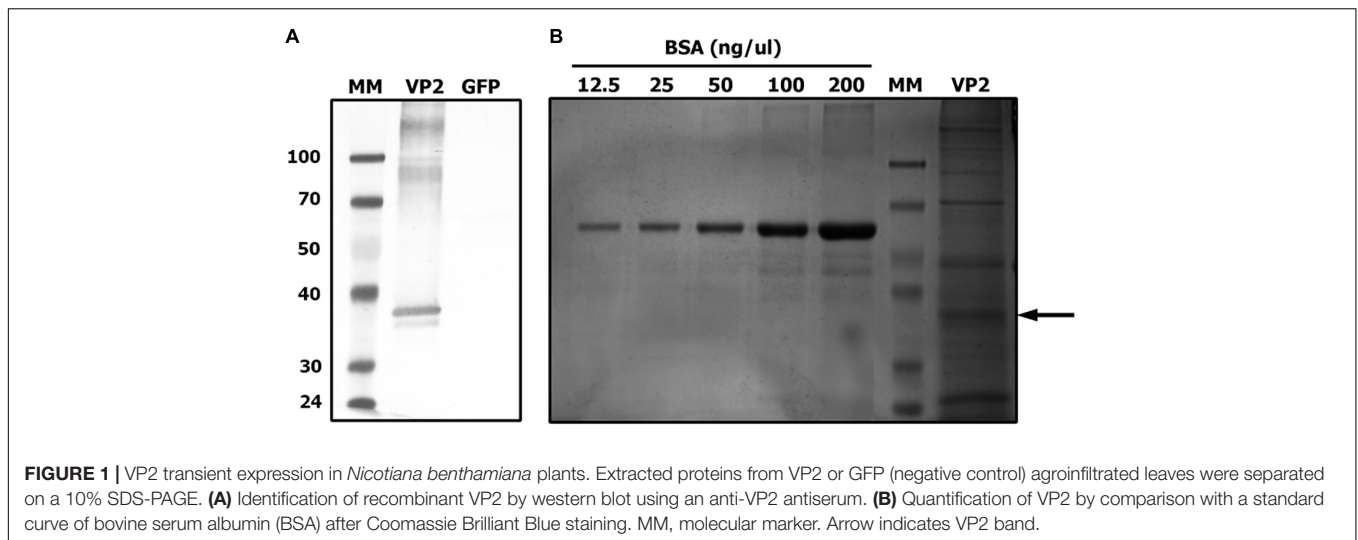 A
MM VP2 GFP
100
70
50
40
30
24
B
BSA (ng/ul)
12.5 25 50 100 200 MM VP2
FIGURE 1 | VP2 transient expression in Nicotiana benthamiana plants. Extracted proteins from VP2 or GFP (negative control) agroinfiltrated leaves were separated
on a 10% SDS-PAGE. (A) Identification of recombinant VP2 by western blot using an anti-VP2 antiserum. (B) Quantification of VP2 by comparison with a standard
curve of bovine serum albumin (BSA) after Coomassie Brilliant Blue staining. MM, molecular marker. Arrow indicates VP2 band.